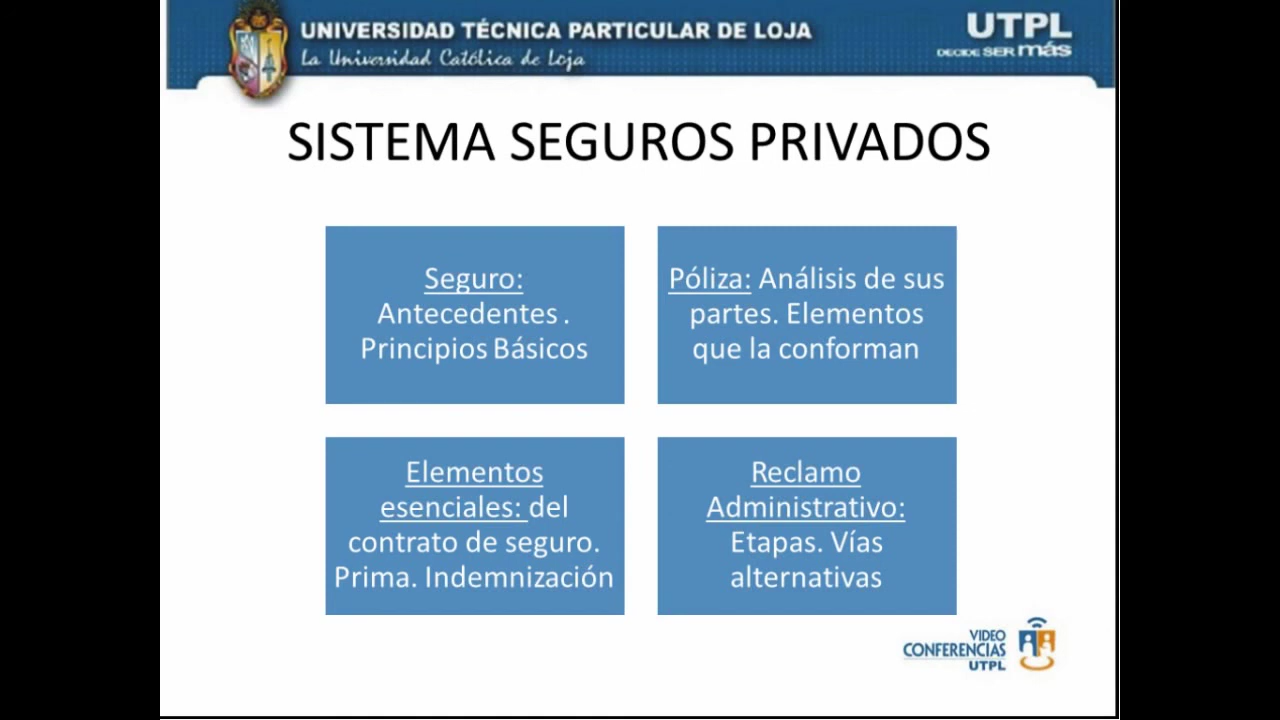 UNIVERSIDAD TÉCNICA PARTICULAR DE LOJA
La Universidad Católica de Loja
UTPL
DECIDE SER más
SISTEMA SEGUROS PRIVADOS
Seguro:
Antecedentes .
Principios Básicos
Póliza: Análisis de sus
partes. Elementos
que la conforman
Elementos
esenciales: del
contrato de seguro.
Prima. Indemnización
Reclamo
Administrativo:
Etapas. Vías
alternativas
VIDEO
CONFERENCIAS
UTPL